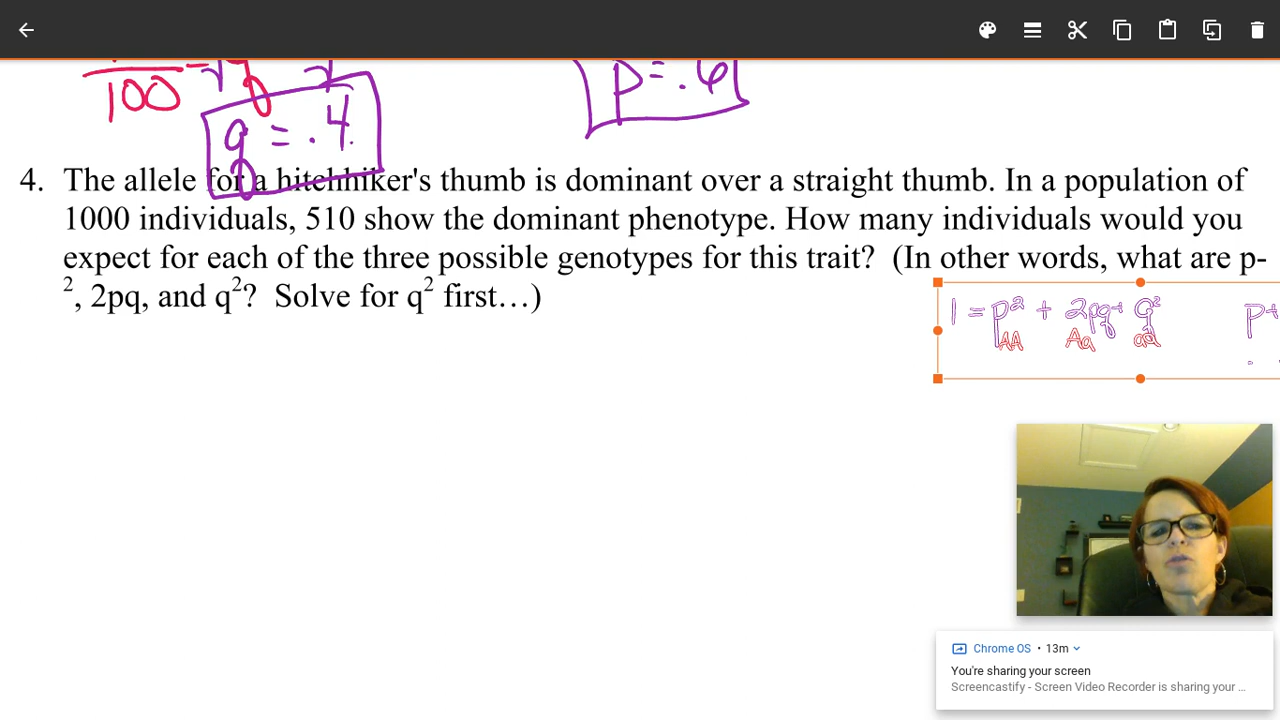 100
q = .4
p = .6
4. The allele for a hitchhiker's thumb is dominant over a straight thumb. In a population of
1000 individuals, 510 show the dominant phenotype. How many individuals would you
expect for each of the three possible genotypes for this trait? (In other words, what are p-
², 2pq, and q²? Solve for q² first…)
1 = p² + 2pq + q²
AA Aa aa
p +
Chrome OS • 13m
You're sharing your screen
Screencastify - Screen Video Recorder is sharing your ...